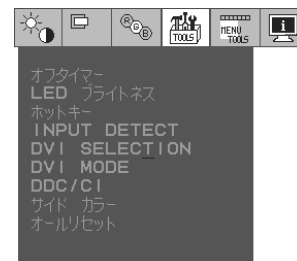 RGB
TOOLS
MENU TOOLS
i
オフタイマー
LED ブライトネス
ホットキー
INPUT DETECT
DVI SELECTION
DVI MODE
DDC/CI
サイド カラー
オールリセット